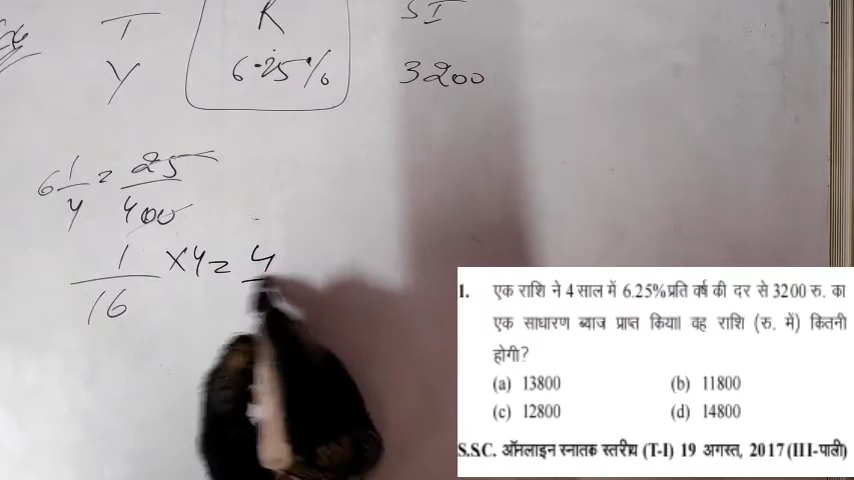 T R SI
4 6.25% 3200
6 1/4 = 25/400
1/16 × 4 = 4
1. एक राशि ने 4 साल में 6.25% प्रति वर्ष की दर से 3200 रु. का
एक साधारण ब्याज प्राप्त किया। वह राशि (रु. में) कितनी
होगी?
(a) 13800 (b) 11800
(c) 12800 (d) 14800
S.S.C. ऑनलाइन स्नातक स्तरीय (T-I) 19 अगस्त, 2017 (III-पाली)